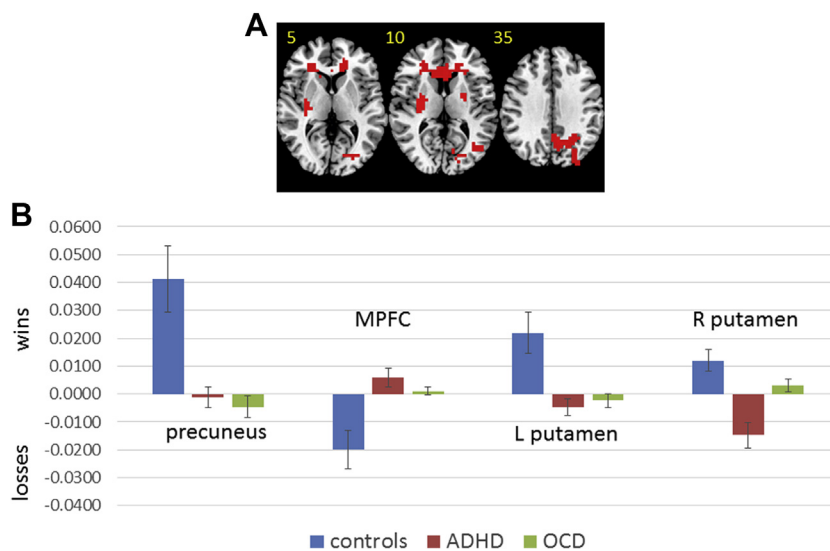 A
5 10 35
B
0.0600
0.0500
0.0400
0.0300
0.0200
0.0100
0.0000
-0.0100
-0.0200
-0.0300
-0.0400
wins
losses
MPFC
R putamen
precuneus
L putamen
controls ADHD OCD